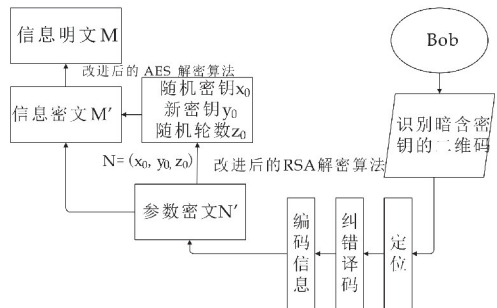 信息明文M
Bob
改进后的 AES 解密算法
随机密钥x₀
新密钥y₀
随机轮数z₀
信息密文M′
识别暗含密
钥的二维码
N= (x₀, y₀, z₀)
改进后的RSA解密算法
参数密文N′
编码信息
纠错译码
定位